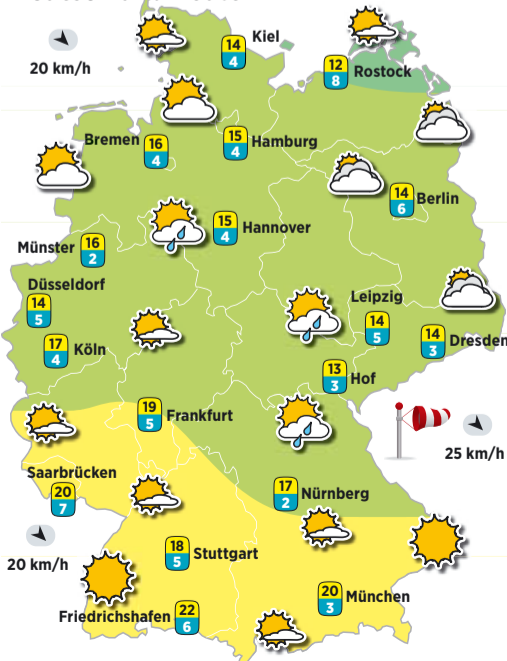 Kiel
14
4
20 km/h
12
8
Rostock
Bremen
16
4
15
4
Hamburg
14
6
Berlin
15
4
Hannover
Münster
16
2
Düsseldorf
14
5
Leipzig
14
5
14
3
Dresden
17
4
Köln
13
3
Hof
19
5
Frankfurt
25 km/h
Saarbrücken
20
7
17
2
Nürnberg
20 km/h
18
5
Stuttgart
20
3
München
Friedrichshafen
22
6